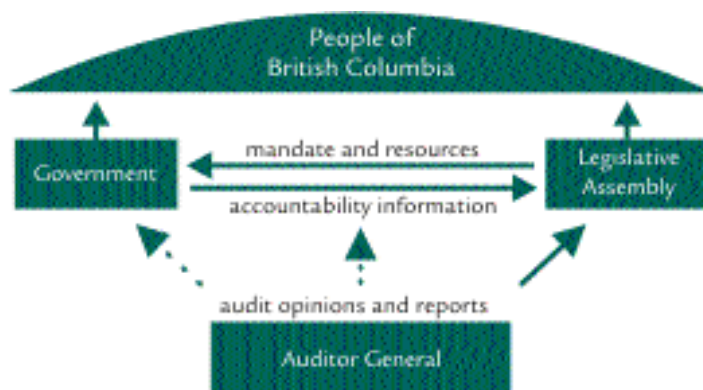 People of
British Columbia
mandate and resources
Government
Legislative
Assembly
accountability information
audit opinions and reports
Auditor General